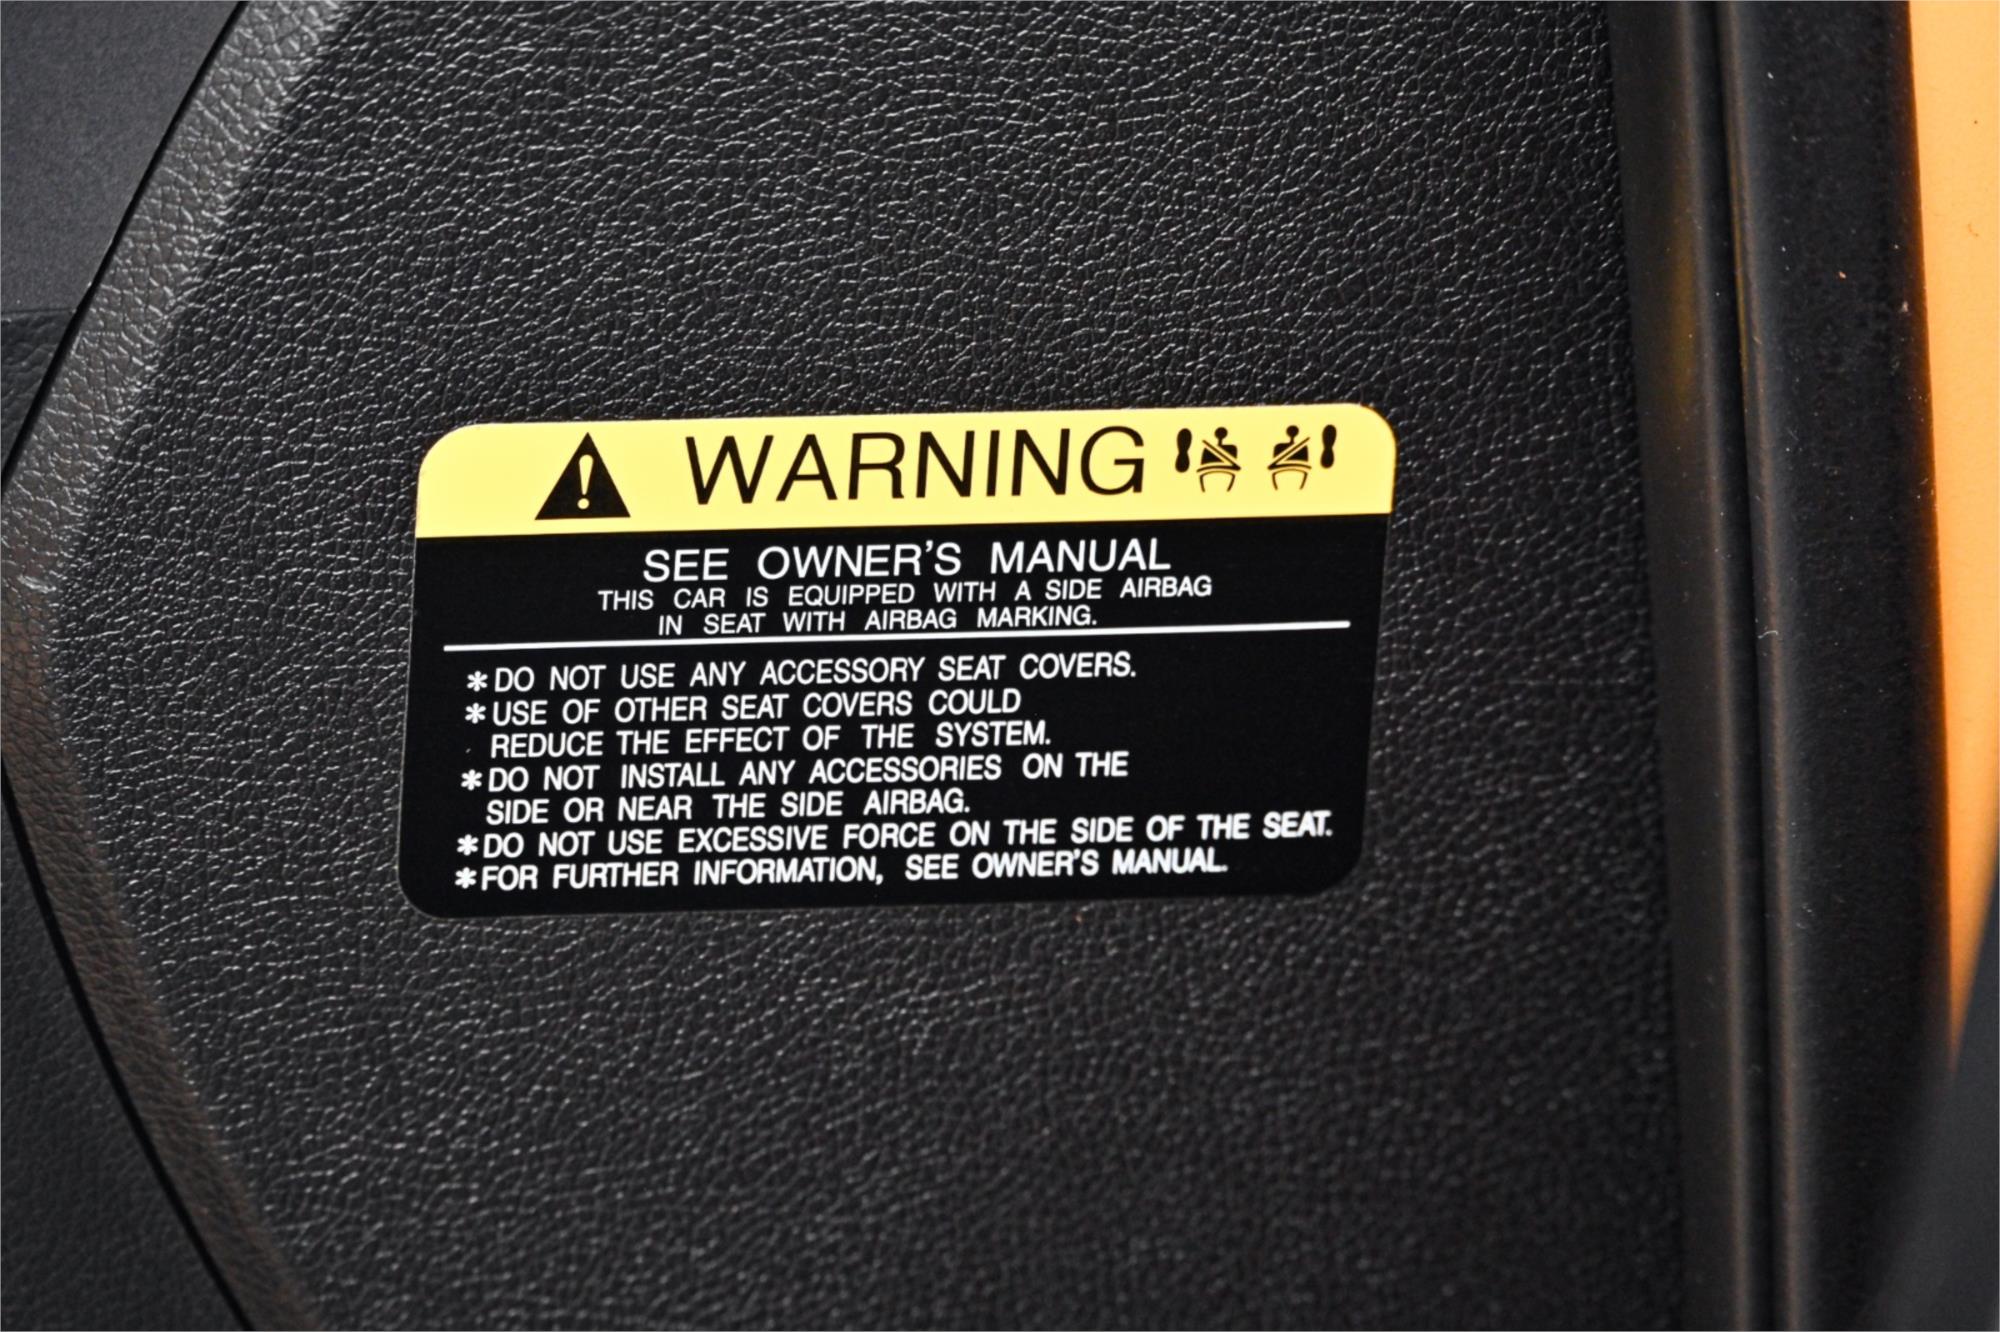 WARNING
SEE OWNER'S MANUAL
THIS CAR IS EQUIPPED WITH A SIDE AIRBAG
IN SEAT WITH AIRBAG MARKING.
*DO NOT USE ANY ACCESSORY SEAT COVERS.
*USE OF OTHER SEAT COVERS COULD
REDUCE THE EFFECT OF THE SYSTEM.
*DO NOT INSTALL ANY ACCESSORIES ON THE
SIDE OR NEAR THE SIDE AIRBAG.
*DO NOT USE EXCESSIVE FORCE ON THE SIDE OF THE SEAT.
*FOR FURTHER INFORMATION, SEE OWNER'S MANUAL.